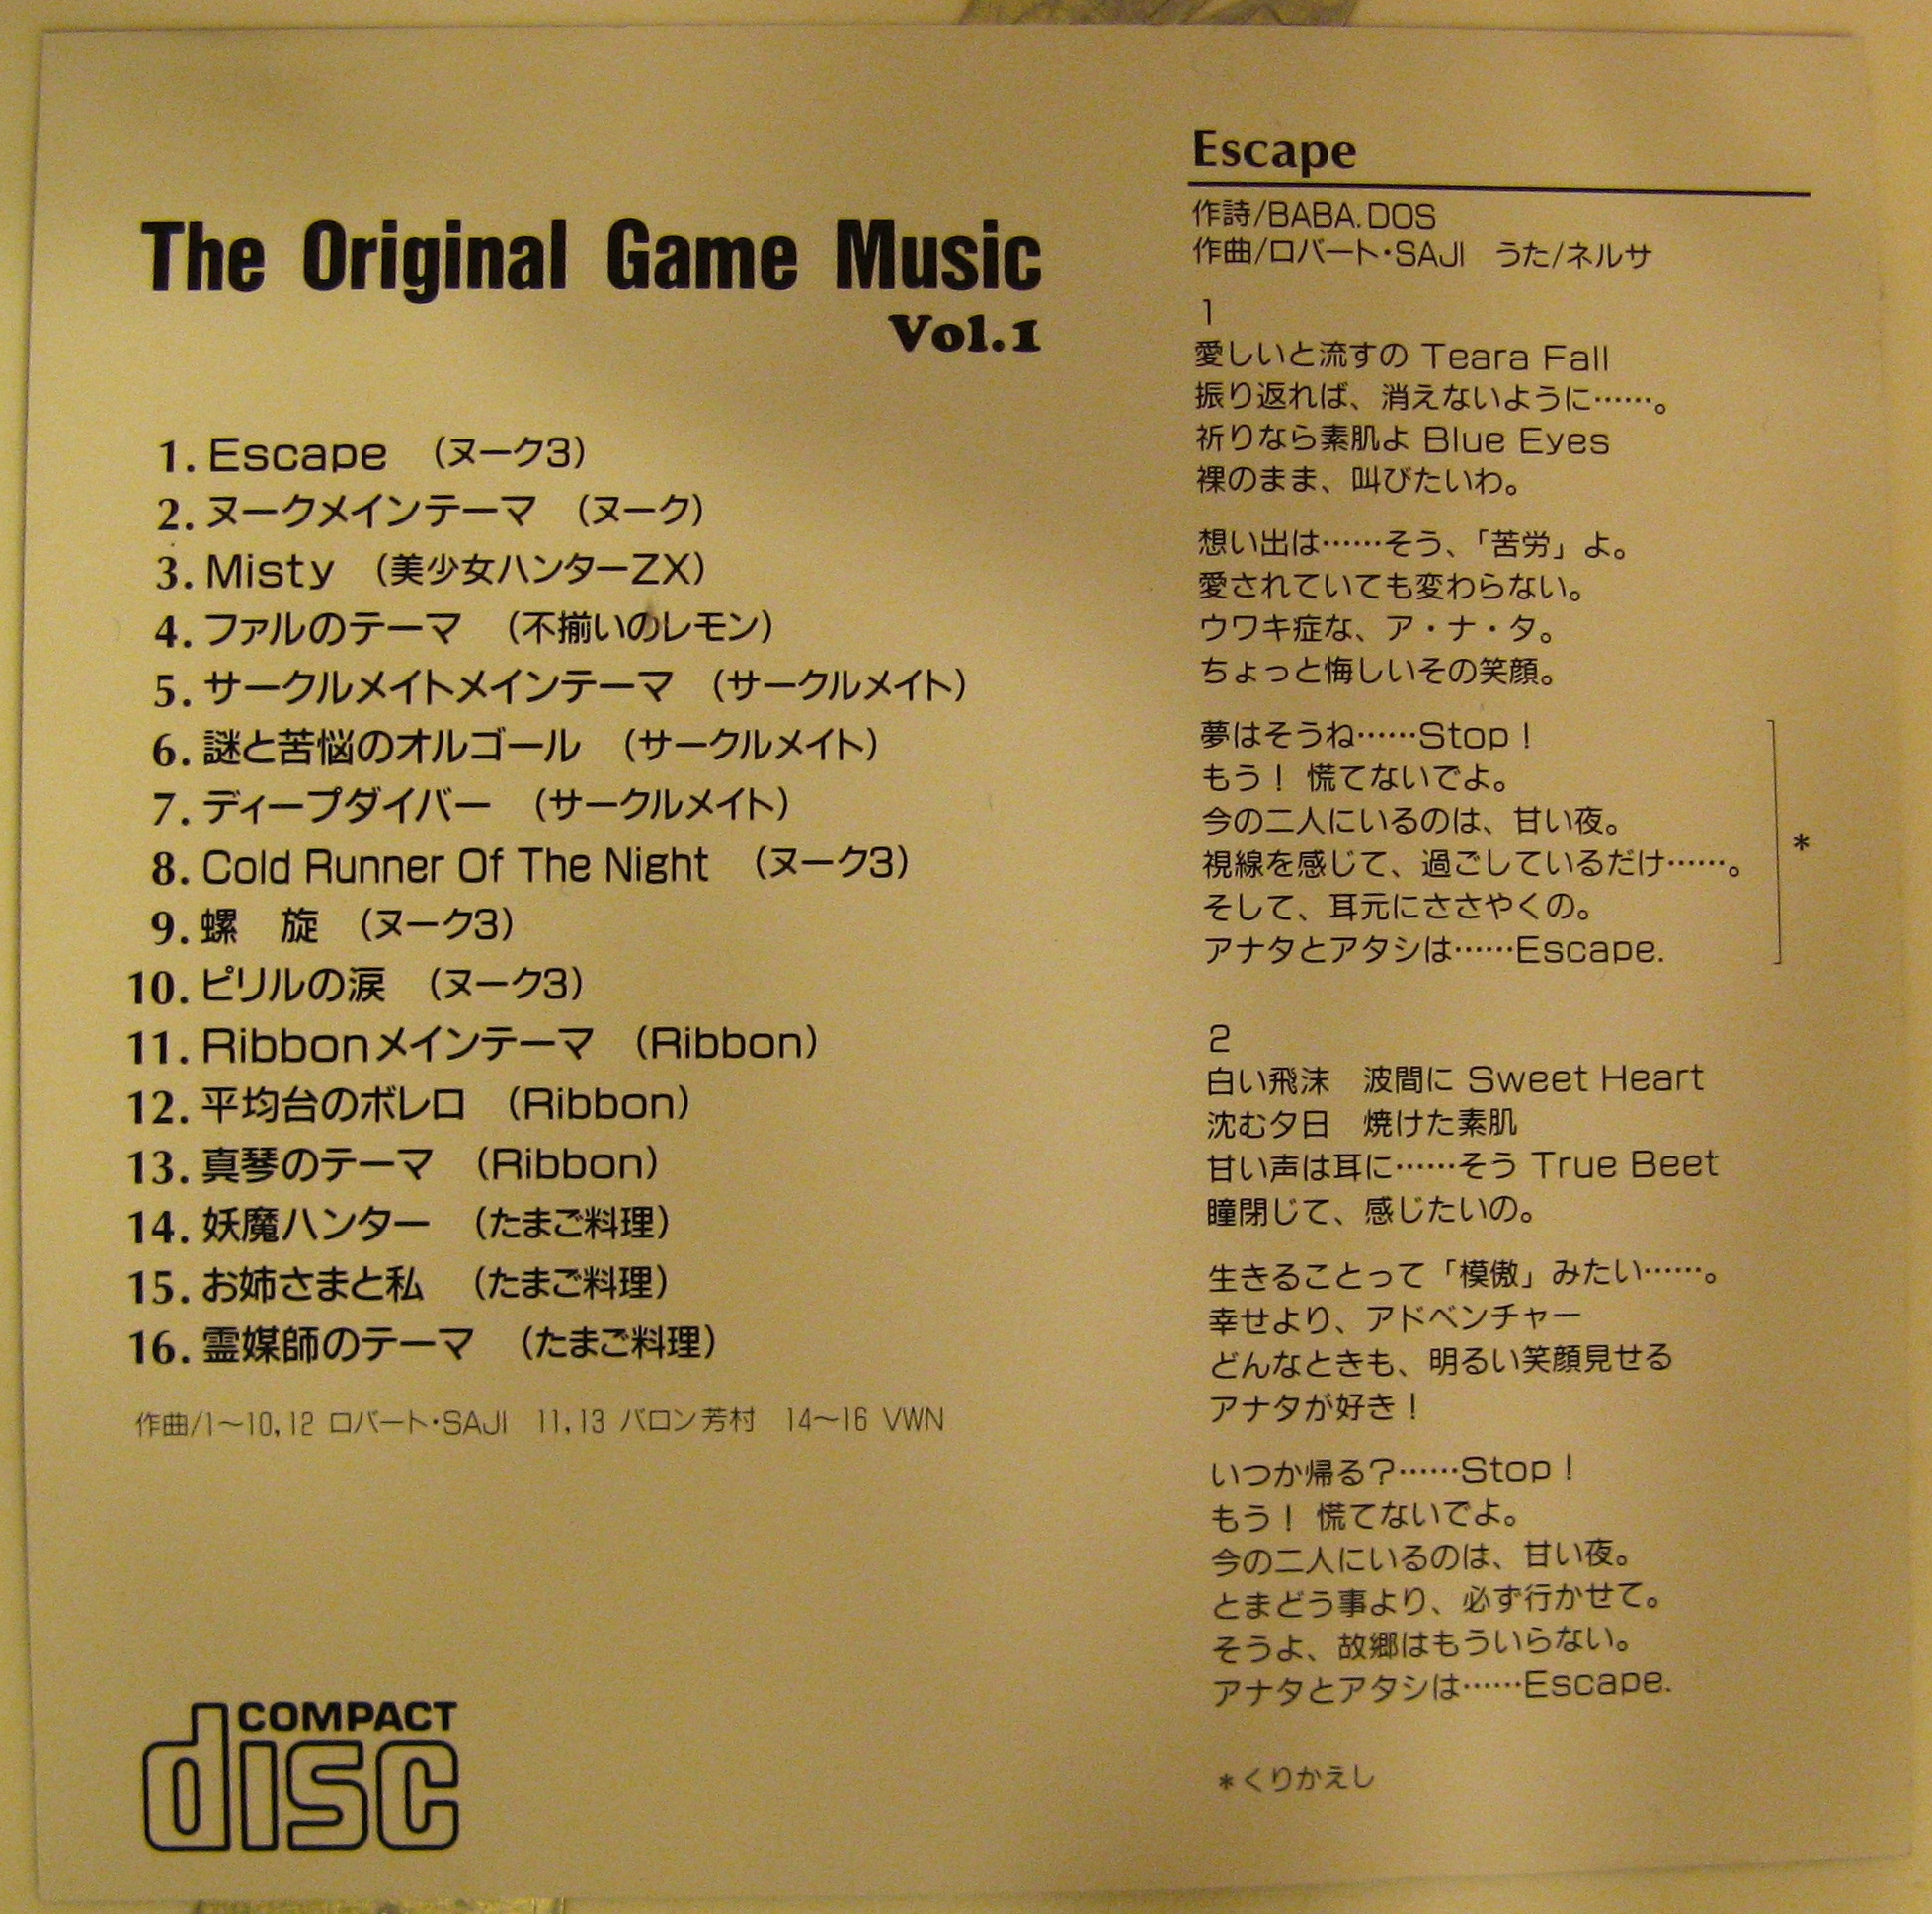 The Original Game Music
Vol.1
1. Escape （ヌーク3）
2. ヌークメインテーマ （ヌーク）
3. Misty （美少女ハンターZX）
4. ファルのテーマ （不揃いのレモン）
5. サークルメイトメインテーマ （サークルメイト）
6. 謎と苦悩のオルゴール （サークルメイト）
7. ディープダイバー （サークルメイト）
8. Cold Runner Of The Night （ヌーク3）
9. 螺　旋 （ヌーク3）
10. ピリルの涙 （ヌーク3）
11. Ribbonメインテーマ （Ribbon）
12. 平均台のボレロ （Ribbon）
13. 真琴のテーマ （Ribbon）
14. 妖魔ハンター （たまご料理）
15. お姉さまと私 （たまご料理）
16. 霊媒師のテーマ （たまご料理）
作曲/1～10,12 ロバート・SAJI　11,13 バロン芳村　14～16 VWN
COMPACT
disc
Escape
作詩/BABA.DOS
作曲/ロバート・SAJI　うた/ネルサ
1
愛しいと流すの Teara Fall
振り返れば、消えないように……。
祈りなら素肌よ Blue Eyes
裸のまま、叫びたいわ。
想い出は……そう、「苦労」よ。
愛されていても変わらない。
ウワキ症な、ア・ナ・タ。
ちょっと悔しいその笑顔。
夢はそうね……Stop！
もう！ 慌てないでよ。
今の二人にいるのは、甘い夜。
視線を感じて、過ごしているだけ……。
そして、耳元にささやくの。
アナタとアタシは……Escape.
*
2
白い飛沫　波間に Sweet Heart
沈む夕日　焼けた素肌
甘い声は耳に……そう True Beet
瞳閉じて、感じたいの。
生きることって「模倣」みたい……。
幸せより、アドベンチャー
どんなときも、明るい笑顔見せる
アナタが好き！
いつか帰る？……Stop！
もう！ 慌てないでよ。
今の二人にいるのは、甘い夜。
とまどう事より、必ず行かせて。
そうよ、故郷はもういらない。
アナタとアタシは……Escape.
*くりかえし